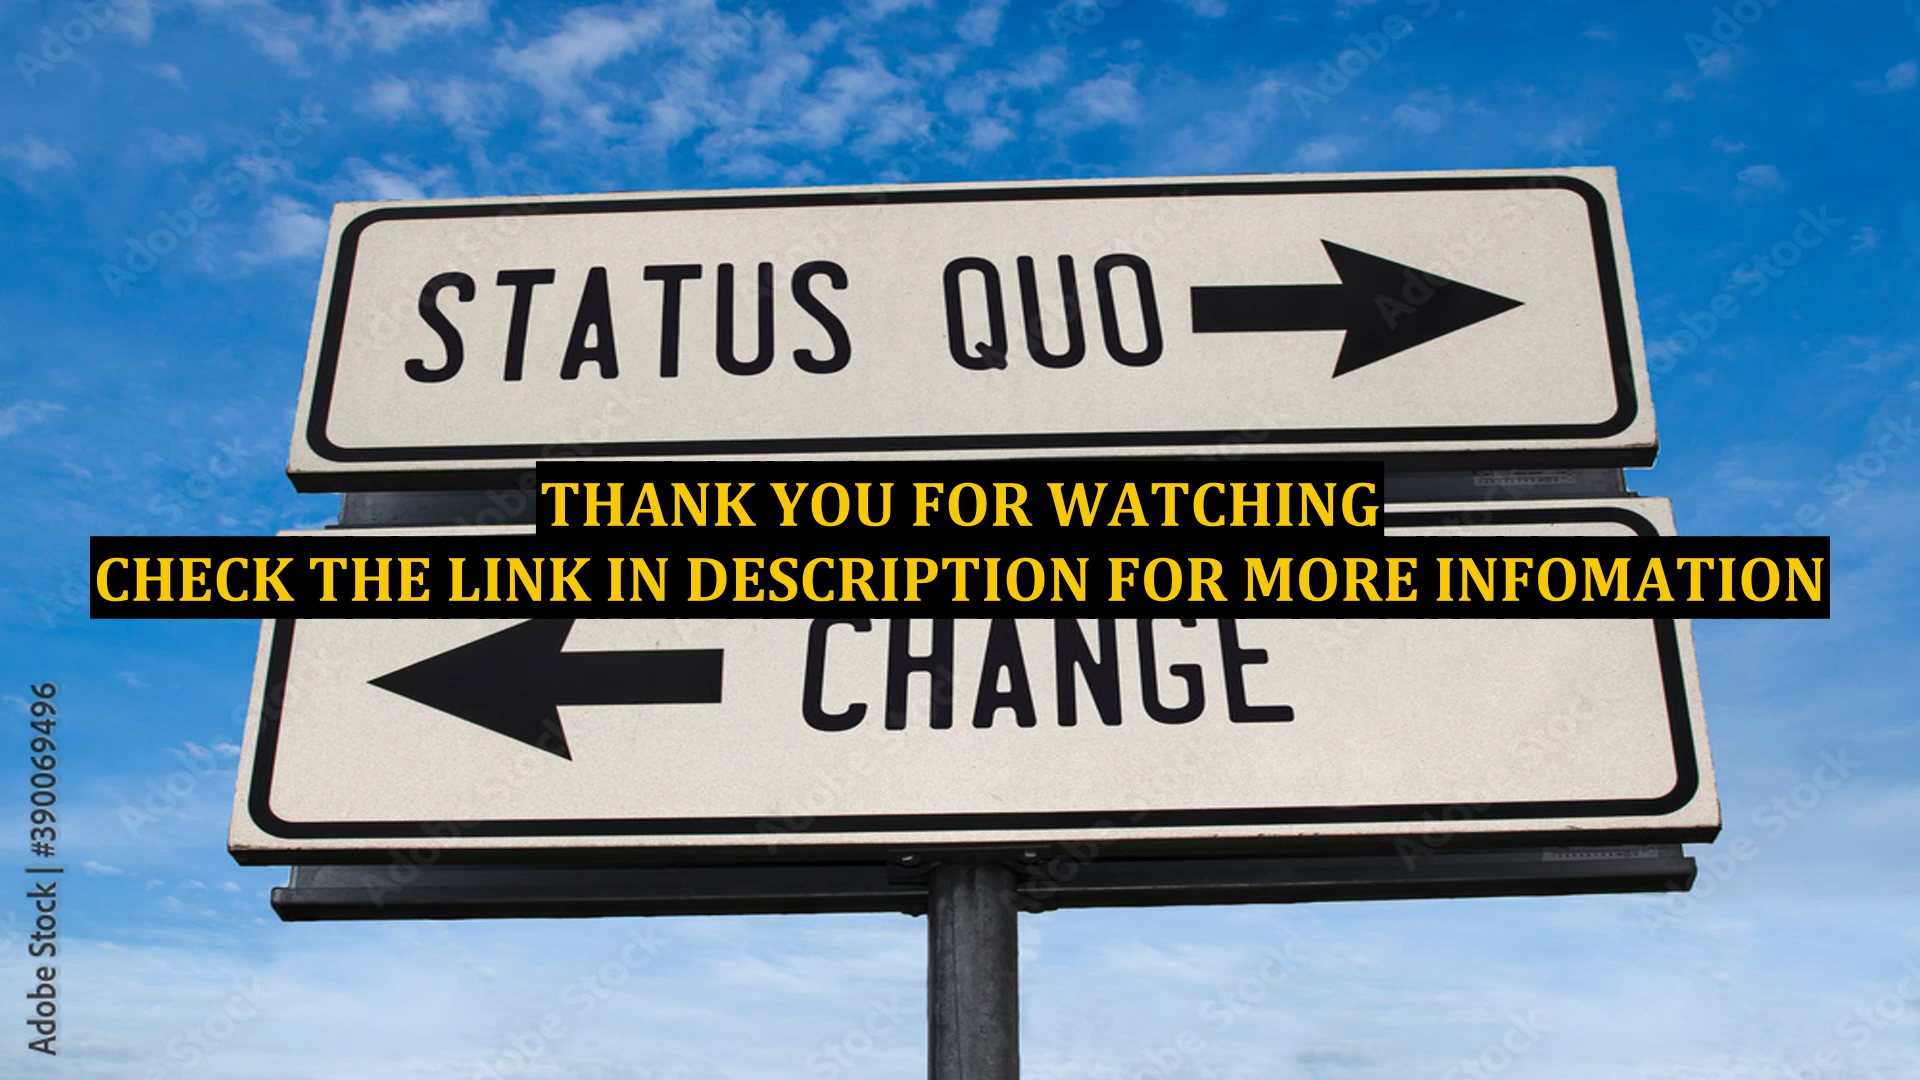 STATUS QUO
THANK YOU FOR WATCHING
CHECK THE LINK IN DESCRIPTION FOR MORE INFOMATION
CHANGE
Adobe Stock | #390069496